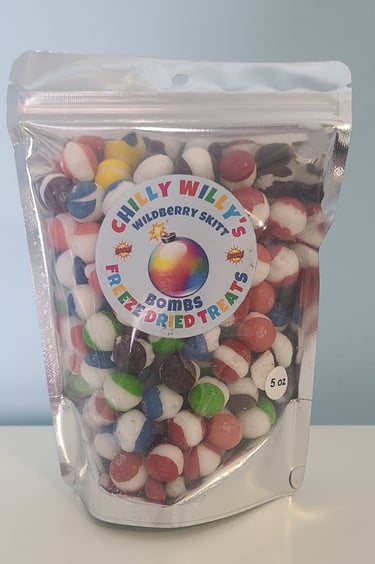 CHILLY WILLY'S
WILDBERRY SKITT
BOMBS
FREEZE DRIED TREATS
5 oz